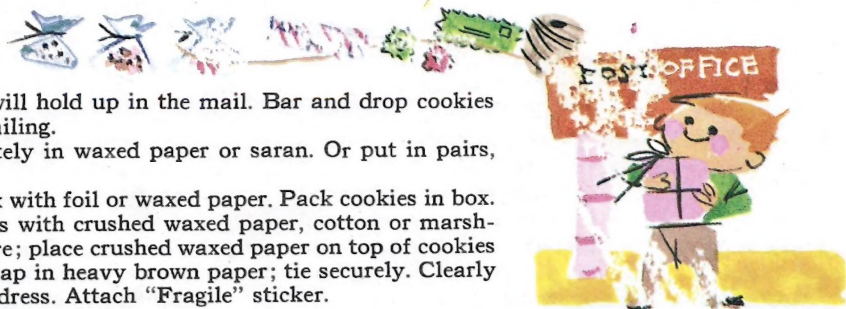 POST OFFICE
will hold up in the mail. Bar and drop cookies
iling.
tely in waxed paper or saran. Or put in pairs,
x with foil or waxed paper. Pack cookies in box.
s with crushed waxed paper, cotton or marsh-
re; place crushed waxed paper on top of cookies
ap in heavy brown paper; tie securely. Clearly
dress. Attach “Fragile” sticker.